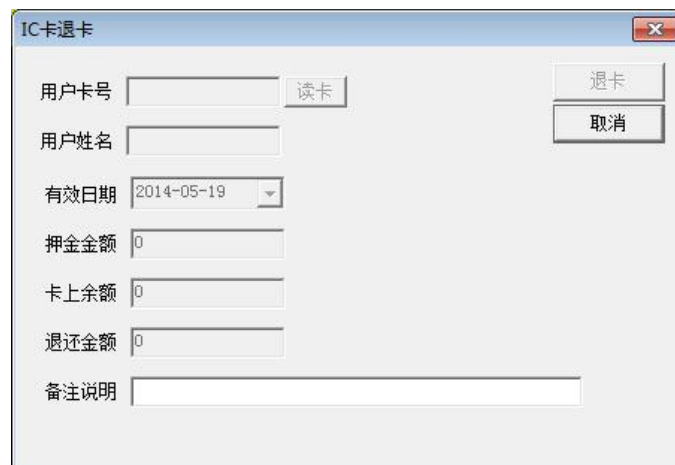 IC卡退卡
用户卡号 读卡 退卡
取消
用户姓名
有效日期 2014-05-19
押金金额 0
卡上余额 0
退还金额 0
备注说明